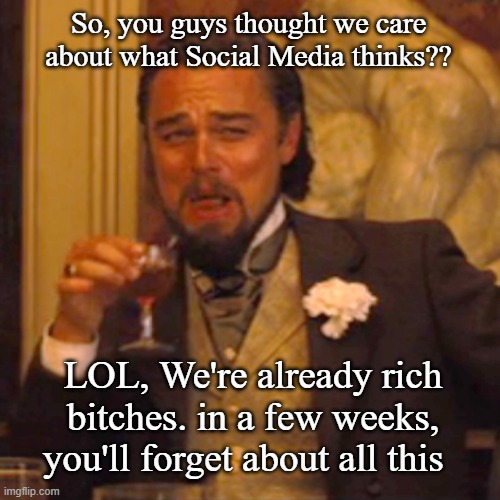 So, you guys thought we care
about what Social Media thinks??
LOL, We're already rich
bitches. in a few weeks,
you'll forget about all this
imgflip.com